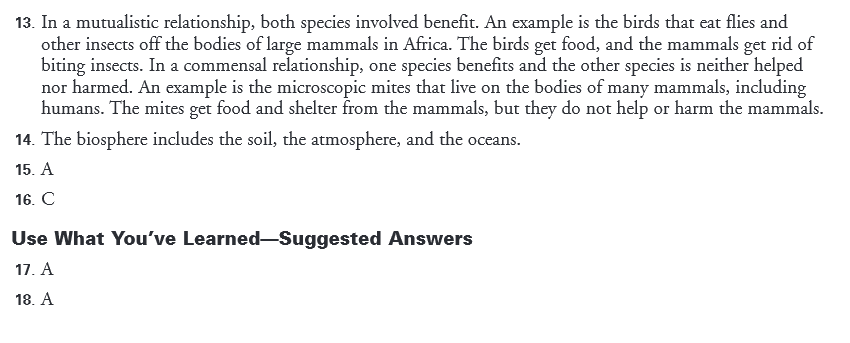 13. In a mutualistic relationship, both species involved benefit. An example is the birds that eat flies and
other insects off the bodies of large mammals in Africa. The birds get food, and the mammals get rid of
biting insects. In a commensal relationship, one species benefits and the other species is neither helped
nor harmed. An example is the microscopic mites that live on the bodies of many mammals, including
humans. The mites get food and shelter from the mammals, but they do not help or harm the mammals.
14. The biosphere includes the soil, the atmosphere, and the oceans.
15. A
16. C
Use What You've Learned—Suggested Answers
17. A
18. A